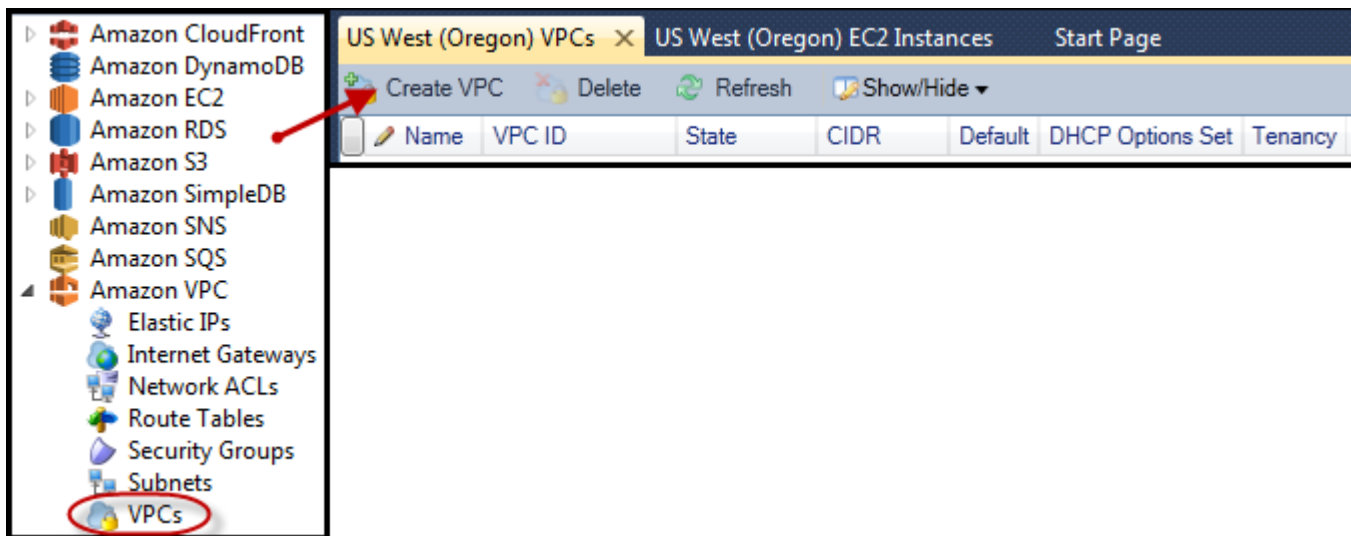 Amazon CloudFront
Amazon DynamoDB
Amazon EC2
Amazon RDS
Amazon S3
Amazon SimpleDB
Amazon SNS
Amazon SQS
Amazon VPC
Elastic IPs
Internet Gateways
Network ACLs
Route Tables
Security Groups
Subnets
VPCs
US West (Oregon) VPCs US West (Oregon) EC2 Instances Start Page
Create VPC Delete Refresh Show/Hide
Name VPC ID State CIDR Default DHCP Options Set Tenancy